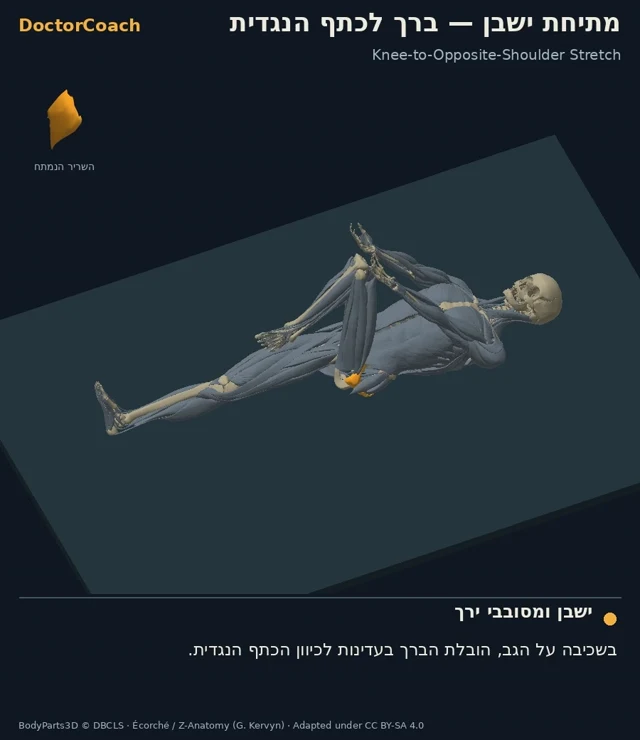 DoctorCoach
מתיחת ישבן — ברך לכתף הנגדית
Knee-to-Opposite-Shoulder Stretch
השריר הנמתח
ישבן ומסובבי ירך
בשכיבה על הגב, הובלת הברך בעדינות לכיוון הכתף הנגדית.
BodyParts3D © DBCLS · Écorché / Z-Anatomy (G. Kervyn) · Adapted under CC BY-SA 4.0